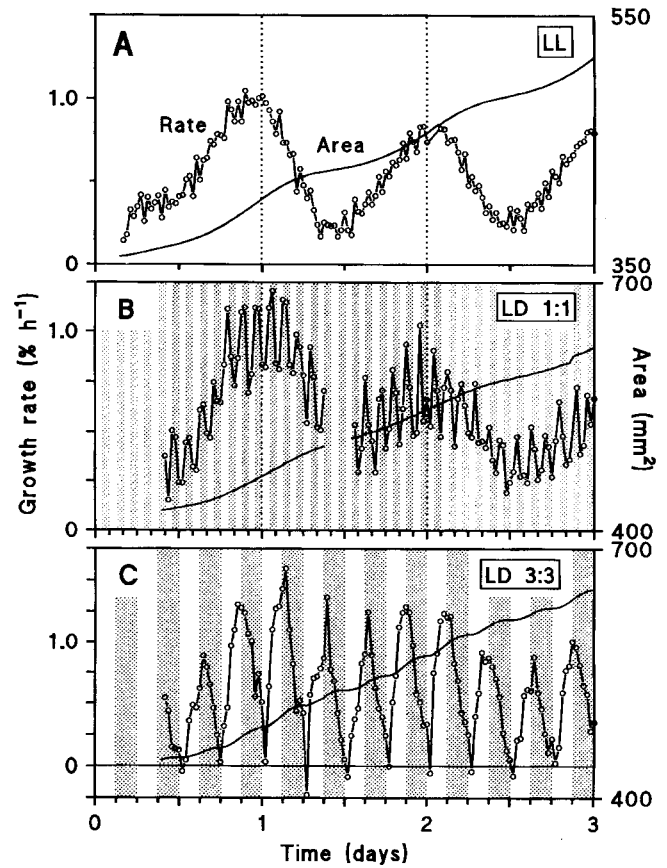 A
LL
550
1.0
Rate
Area
0
350
B
LD 1:1
700
1.0
0
400
C
LD 3:3
700
1.0
0
400
Growth rate (% h⁻¹)
Area (mm²)
0
1
2
3
Time (days)